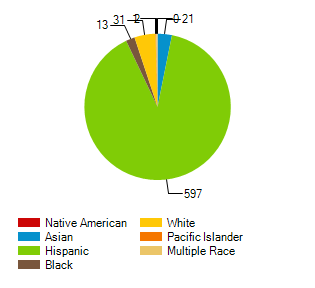 13 31 2 0 21
597
Native American White
Asian Pacific Islander
Hispanic Multiple Race
Black